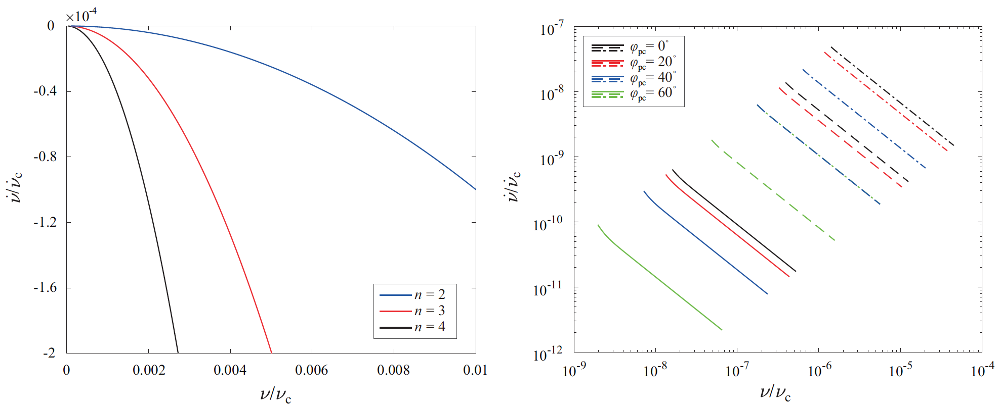 ×10⁻⁴
0
-0.4
-0.8
-1.2
-1.6
-2
0 0.002 0.004 0.006 0.008 0.01
ν̇/ν̇c
ν/νc
n = 2
n = 3
n = 4
10⁻⁷
10⁻⁸
10⁻⁹
10⁻¹⁰
10⁻¹¹
10⁻¹²
10⁻⁹ 10⁻⁸ 10⁻⁷ 10⁻⁶ 10⁻⁵ 10⁻⁴
ν̇/ν̇c
ν/νc
φpc= 0°
φpc= 20°
φpc= 40°
φpc= 60°